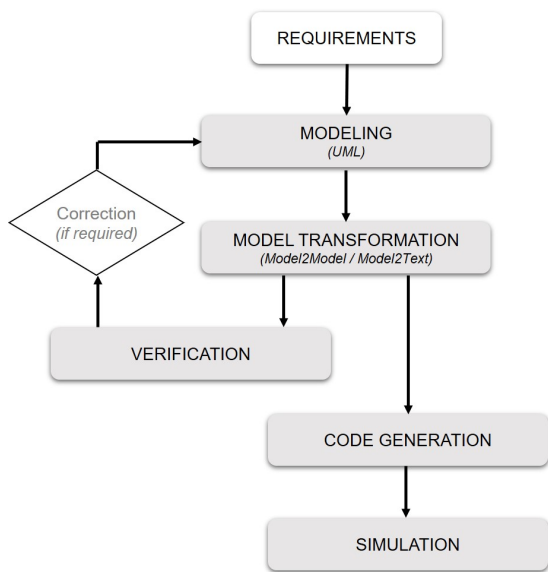 REQUIREMENTS
MODELING
(UML)
Correction
(if required)
MODEL TRANSFORMATION
(Model2Model / Model2Text)
VERIFICATION
CODE GENERATION
SIMULATION